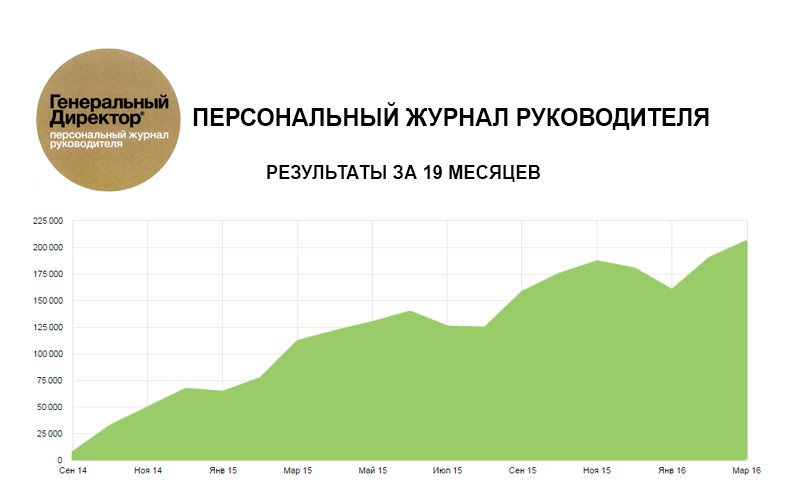 Генеральный
Директор®
персональный журнал
руководителя
ПЕРСОНАЛЬНЫЙ ЖУРНАЛ РУКОВОДИТЕЛЯ
РЕЗУЛЬТАТЫ ЗА 19 МЕСЯЦЕВ
225 000
200 000
175 000
150 000
125 000
100 000
75 000
50 000
25 000
0
Сен 14 Ноя 14 Янв 15 Мар 15 Май 15 Июл 15 Сен 15 Ноя 15 Янв 16 Мар 16